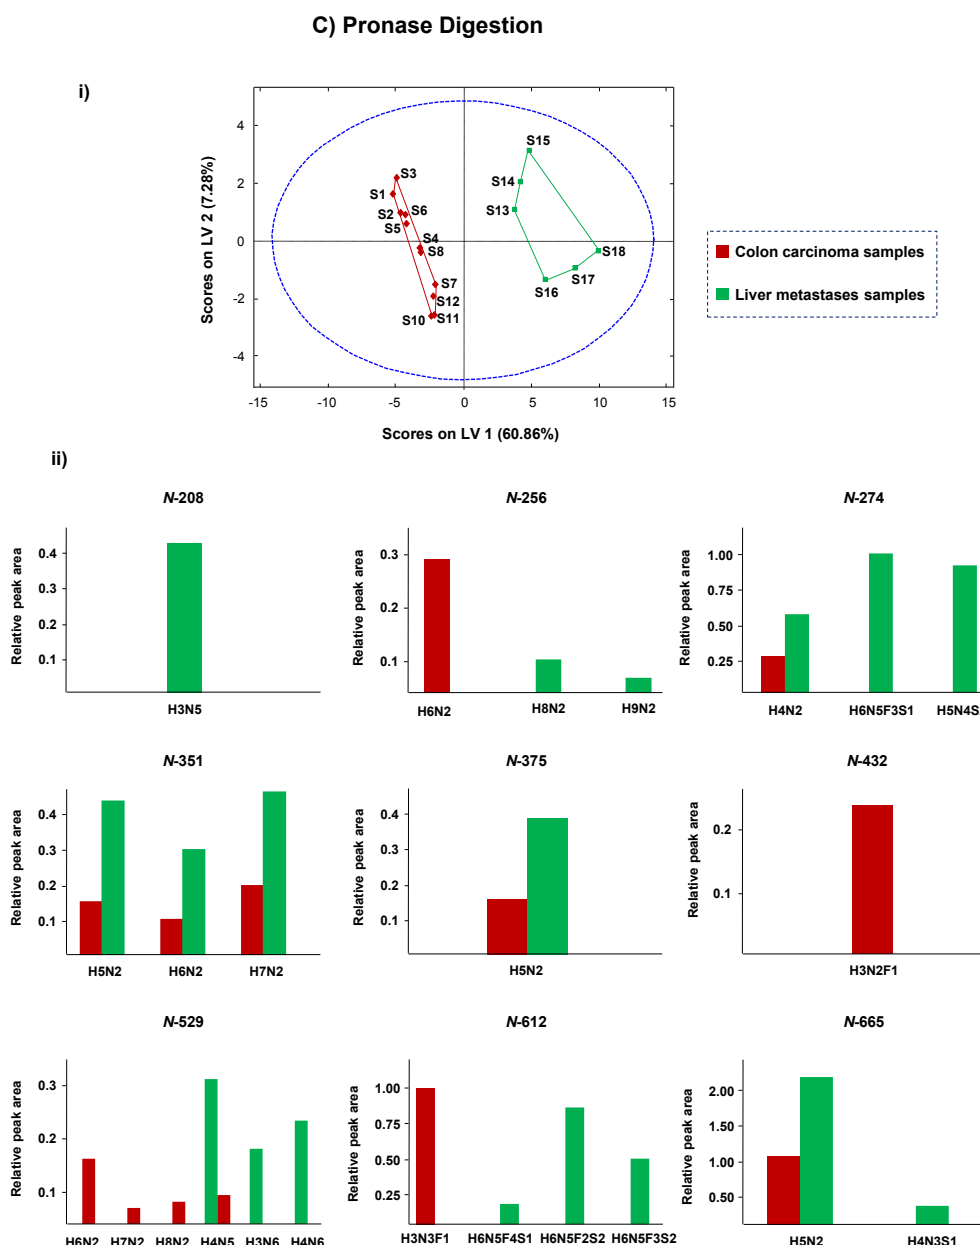 C) Pronase Digestion
i)
Scores on LV 2 (7.28%)
4
2
0
-2
-4
S15
S3
S14
S1
S2
S6
S13
S5
S4
S8
S18
S7
S17
S16
S12
S10
S11
-15
-10
-5
0
5
10
15
Scores on LV 1 (60.86%)
Colon carcinoma samples
Liver metastases samples
ii)
N-208
Relative peak area
0.4
0.3
0.2
0.1
H3N5
N-256
Relative peak area
0.3
0.2
0.1
H6N2
H8N2
H9N2
N-274
Relative peak area
1.00
0.75
0.50
0.25
H4N2
H6N5F3S1
H5N4S
N-351
Relative peak area
0.4
0.3
0.2
0.1
H5N2
H6N2
H7N2
N-375
Relative peak area
0.4
0.3
0.2
0.1
H5N2
N-432
Relative peak area
0.2
0.1
H3N2F1
N-529
Relative peak area
0.3
0.2
0.1
H6N2
H7N2
H8N2
H4N5
H3N6
H4N6
N-612
Relative peak area
1.00
0.75
0.50
0.25
H3N3F1
H6N5F4S1
H6N5F2S2
H6N5F3S2
N-665
Relative peak area
2.00
1.50
1.00
0.50
H5N2
H4N3S1